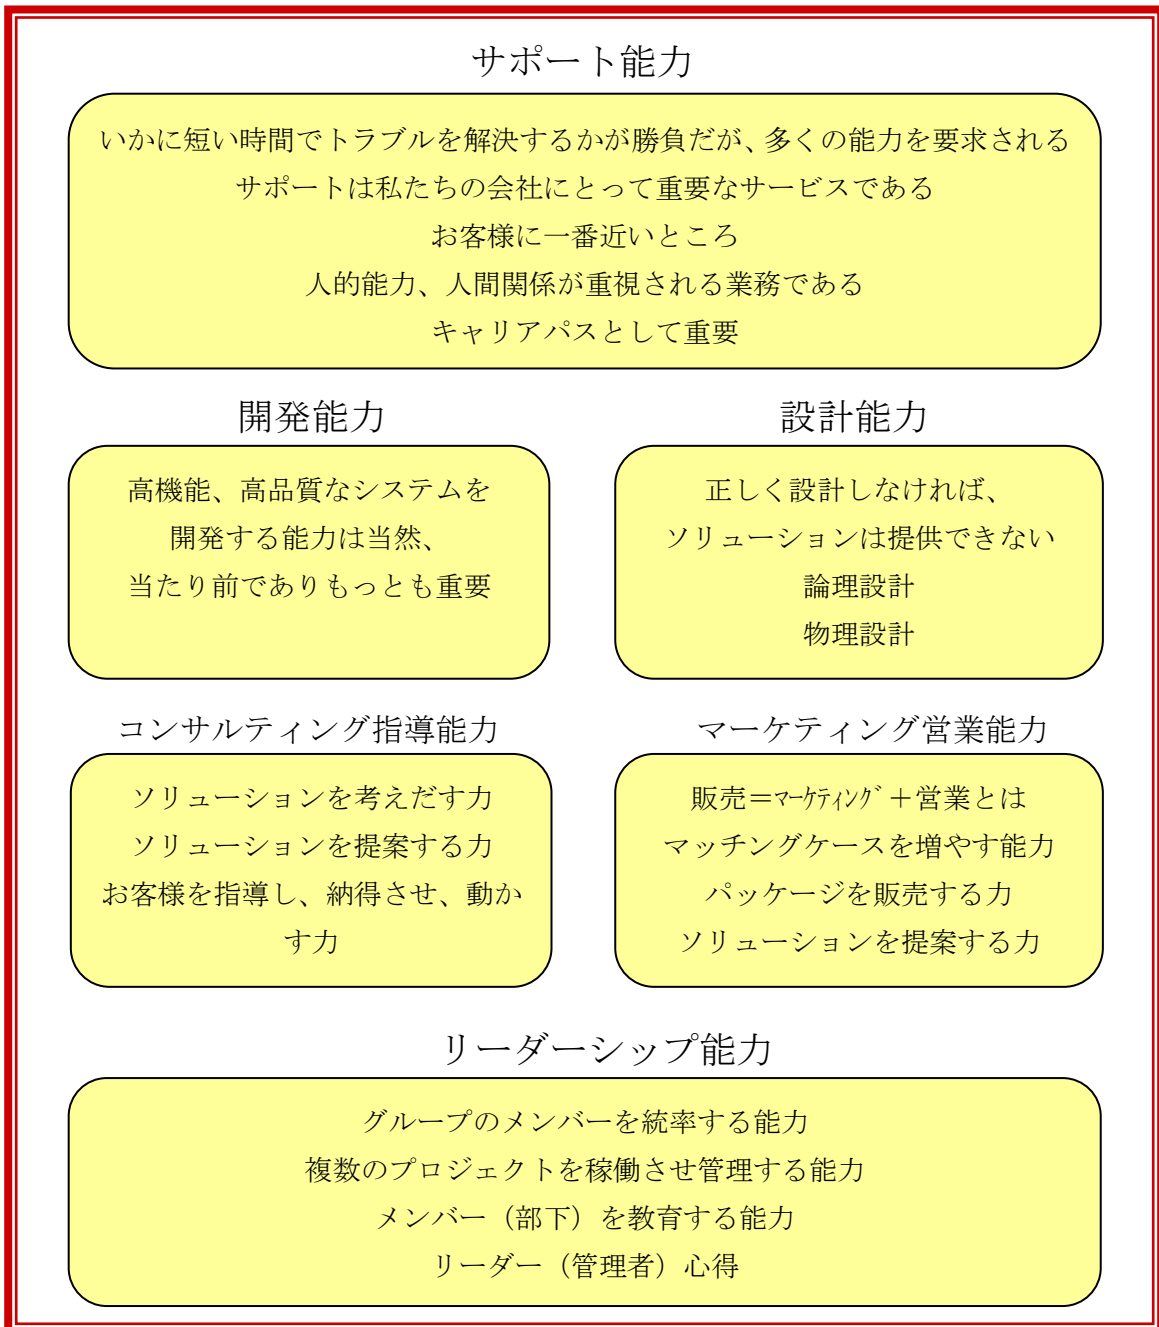 サポート能力
いかに短い時間でトラブルを解決するかが勝負だが、多くの能力を要求される
サポートは私たちの会社にとって重要なサービスである
お客様に一番近いところ
人的能力、人間関係が重視される業務である
キャリアパスとして重要
開発能力
高機能、高品質なシステムを
開発する能力は当然、
当たり前でありもっとも重要
設計能力
正しく設計しなければ、
ソリューションは提供できない
論理設計
物理設計
コンサルティング指導能力
ソリューションを考えだす力
ソリューションを提案する力
お客様を指導し、納得させ、動か
す力
マーケティング営業能力
販売＝ﾏｰｹﾃｨﾝｸﾞ＋営業とは
マッチングケースを増やす能力
パッケージを販売する力
ソリューションを提案する力
リーダーシップ能力
グループのメンバーを統率する能力
複数のプロジェクトを稼働させ管理する能力
メンバー（部下）を教育する能力
リーダー（管理者）心得